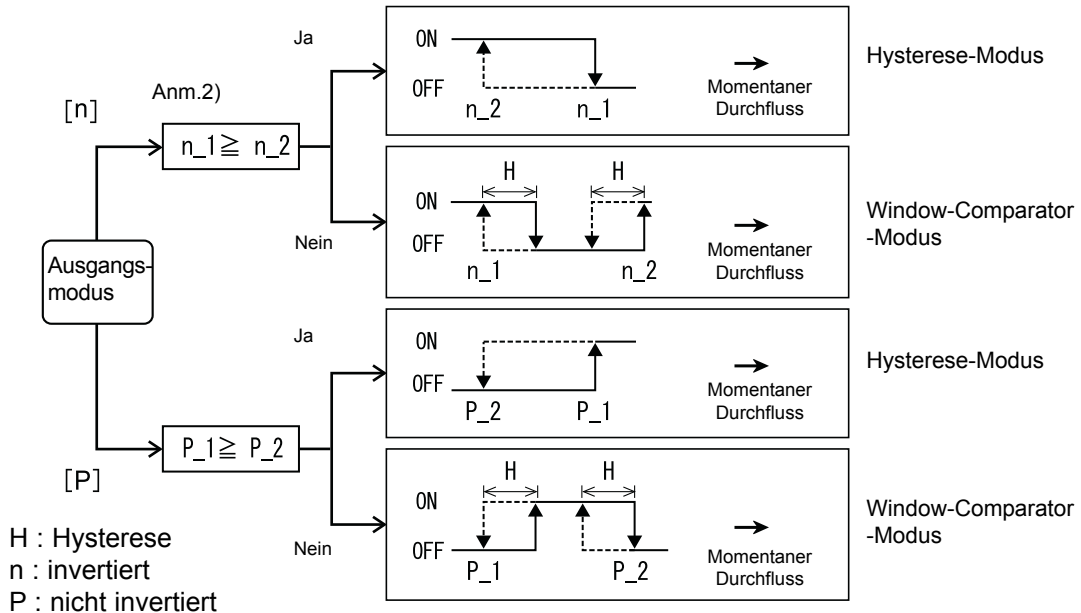 Ja
ON
OFF
n_2 n_1
Momentaner
Durchfluss
Hysterese-Modus
Anm.2)
[n]
n_1≧ n_2
H H
ON
OFF
n_1 n_2
Momentaner
Durchfluss
Window-Comparator
-Modus
Nein
Ausgangs-
modus
Ja
ON
OFF
P_2 P_1
Momentaner
Durchfluss
Hysterese-Modus
P_1≧ P_2
[P]
H H
ON
OFF
P_1 P_2
Momentaner
Durchfluss
Window-Comparator
-Modus
Nein
H : Hysterese
n : invertiert
P : nicht invertiert